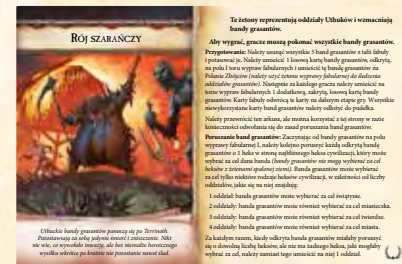 RÓJ SZARAŃCZY
Uthuckie bandy grasantów panoszą się po Terrinoth.
Pozostawiają za sobą jedynie śmierć i zniszczenie. Nikt
nie wie, co wywołało inwazję, ale bez niemalże heroicznego
wysiłku wkrótce po krainie nie pozostanie nawet ślad.
Te żetony reprezentują oddziały Uthuków i wzmacniają
bandy grasantów.
Aby wygrać, gracze muszą pokonać wszystkie bandy grasantów.
Przygotowanie: Należy usunąć wszystkie 5 band grasantów z talii fabuły
i potasować je. Należy umieścić 1 losową kartę bandy grasantów, odkrytą,
na polu I toru wypraw fabularnych i umieścić tę bandę grasantów na
Polanie Zbójców (należy użyć żetonu wyprawy fabularnej do śledzenia
oddziałów grasantów). Następnie za każdego gracza należy umieścić na
torze wypraw fabularnych 1 dodatkową, zakrytą, losową kartę bandy
grasantów. Karty fabuły odwróć te karty na dalszym etapie gry. Wszystkie
niewykorzystane karty band grasantów należy odłożyć do pudełka.
Należy przewrócić ten arkusz, ale można korzystać z tej strony w razie
konieczności odwołania się do zasad poruszania band grasantów.
Poruszanie band grasantów: Zaczynając od bandy grasantów na polu
wyprawy fabularnej I, należy kolejno poruszyć każdą odkrytą bandę
grasantów o 1 heks w stronę najbliższego heksu cywilizacji, który może
wybrać za cel dana banda (bandy grasantów nie mogą wybierać za cel
heksów z żetonami spalonej ziemi). Banda grasantów może wybierać
za cel tylko niektóre rodzaje heksów cywilizacji, w zależności od liczby
oddziałów, jakie się na niej znajdują:
1 oddział: banda grasantów może wybierać za cel świątynie.
2 oddziały: banda grasantów może również wybierać za cel miasteczka.
3 oddziały: banda grasantów może również wybierać za cel twierdze.
4 oddziały: banda grasantów może również wybierać za cel miasta.
Za każdym razem, kiedy odkryta banda grasantów miałaby poruszyć
się o dowolną liczbę heksów, ale nie ma żadnego heksu, jaki mogłaby
wybrać za cel, należy zamiast tego umieścić na niej 1 oddział.